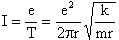 I = e/T = e²/2πr √(k/mr)